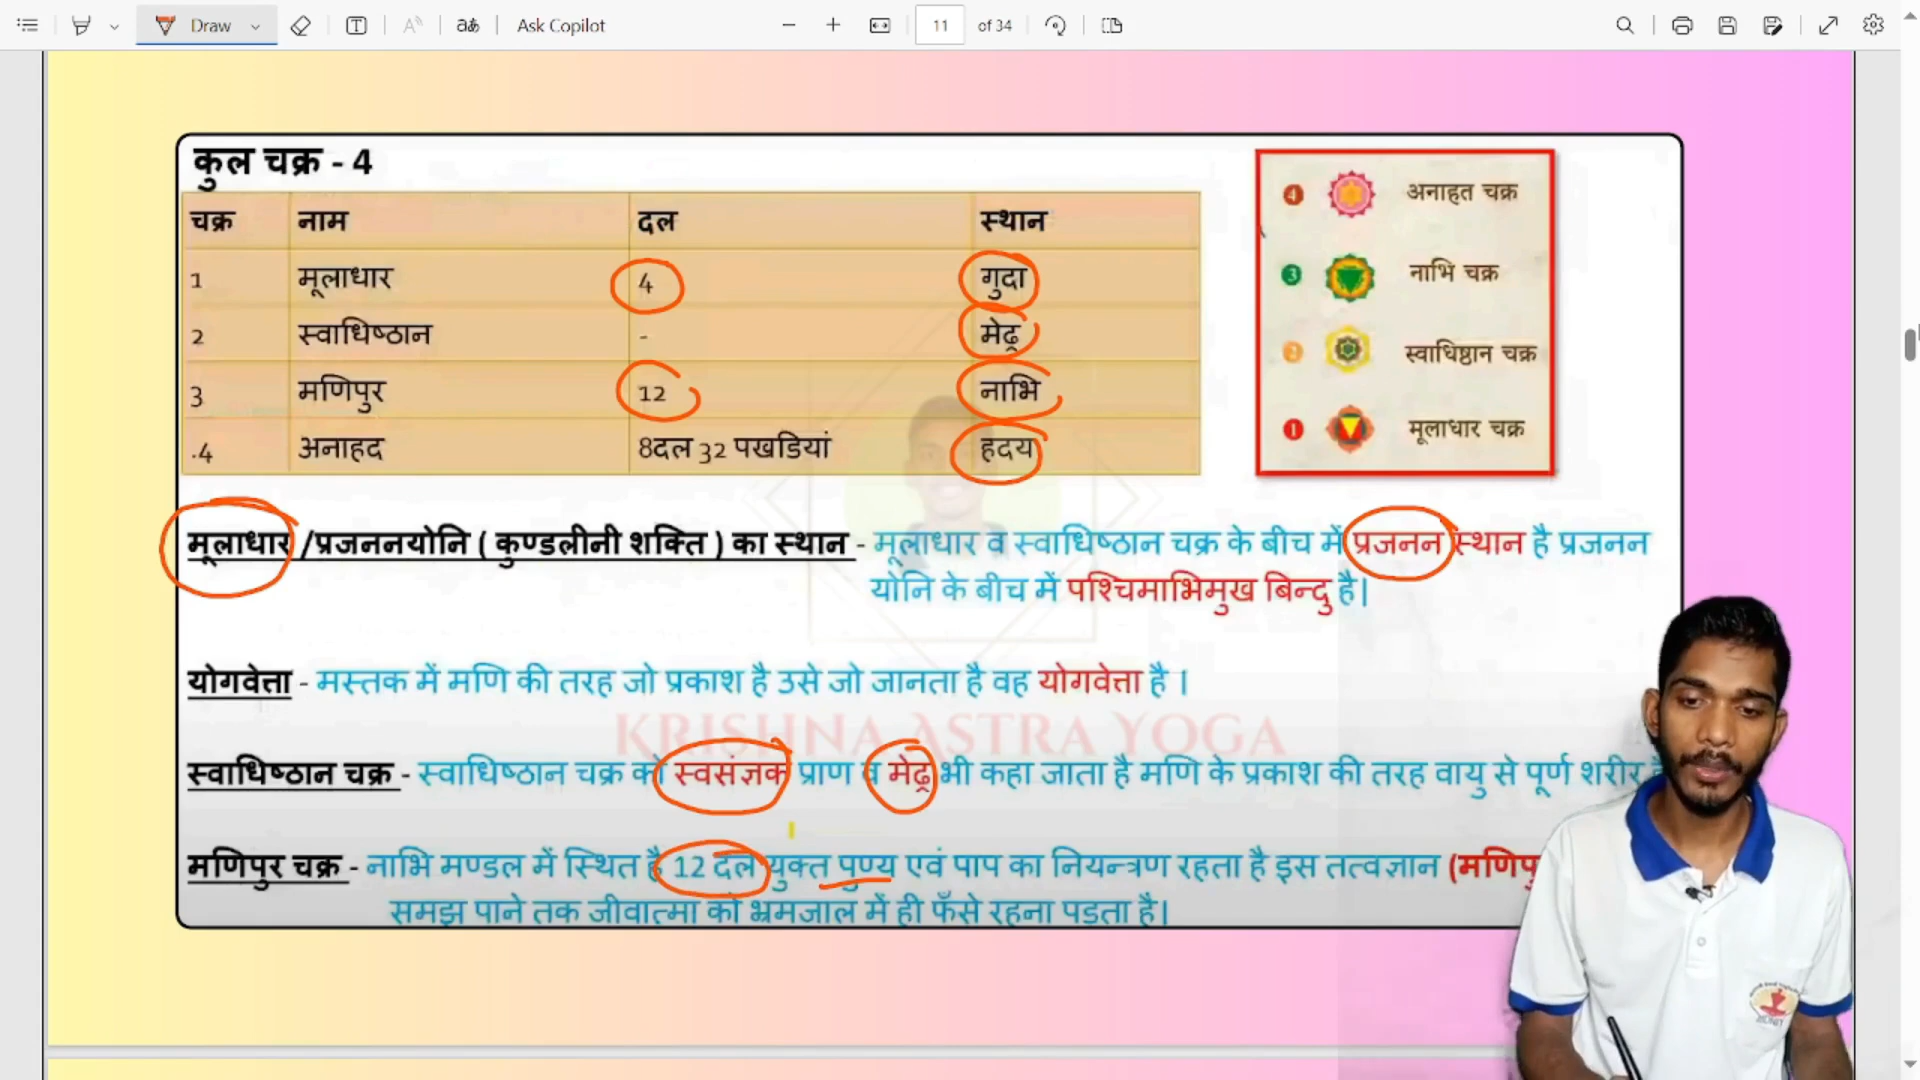 Draw
Ask Copilot
11 of 34
कुल चक्र - 4
चक्र नाम दल स्थान
1 मूलाधार 4 गुदा
2 स्वाधिष्ठान - मेढ्र
3 मणिपुर 12 नाभि
.4 अनाहद 8दल 32 पखडियां हृदय
4 अनाहत चक्र
3 नाभि चक्र
2 स्वाधिष्ठान चक्र
1 मूलाधार चक्र
मूलाधार /प्रजननयोनि ( कुण्डलीनी शक्ति ) का स्थान - मूलाधार व स्वाधिष्ठान चक्र के बीच में प्रजनन स्थान है प्रजनन
योनि के बीच में पश्चिमाभिमुख बिन्दु है।
योगवेत्ता - मस्तक में मणि की तरह जो प्रकाश है उसे जो जानता है वह योगवेत्ता है ।
KRISHNA ASTRA YOGA
स्वाधिष्ठान चक्र - स्वाधिष्ठान चक्र को स्वसंज्ञक प्राण व मेढ्र भी कहा जाता है मणि के प्रकाश की तरह वायु से पूर्ण शरीर
मणिपुर चक्र - नाभि मण्डल में स्थित है 12 दल युक्त पुण्य एवं पाप का नियन्त्रण रहता है इस तत्वज्ञान (मणिपु
समझ पाने तक जीवात्मा को भ्रमजाल में ही फँसे रहना पडता है।